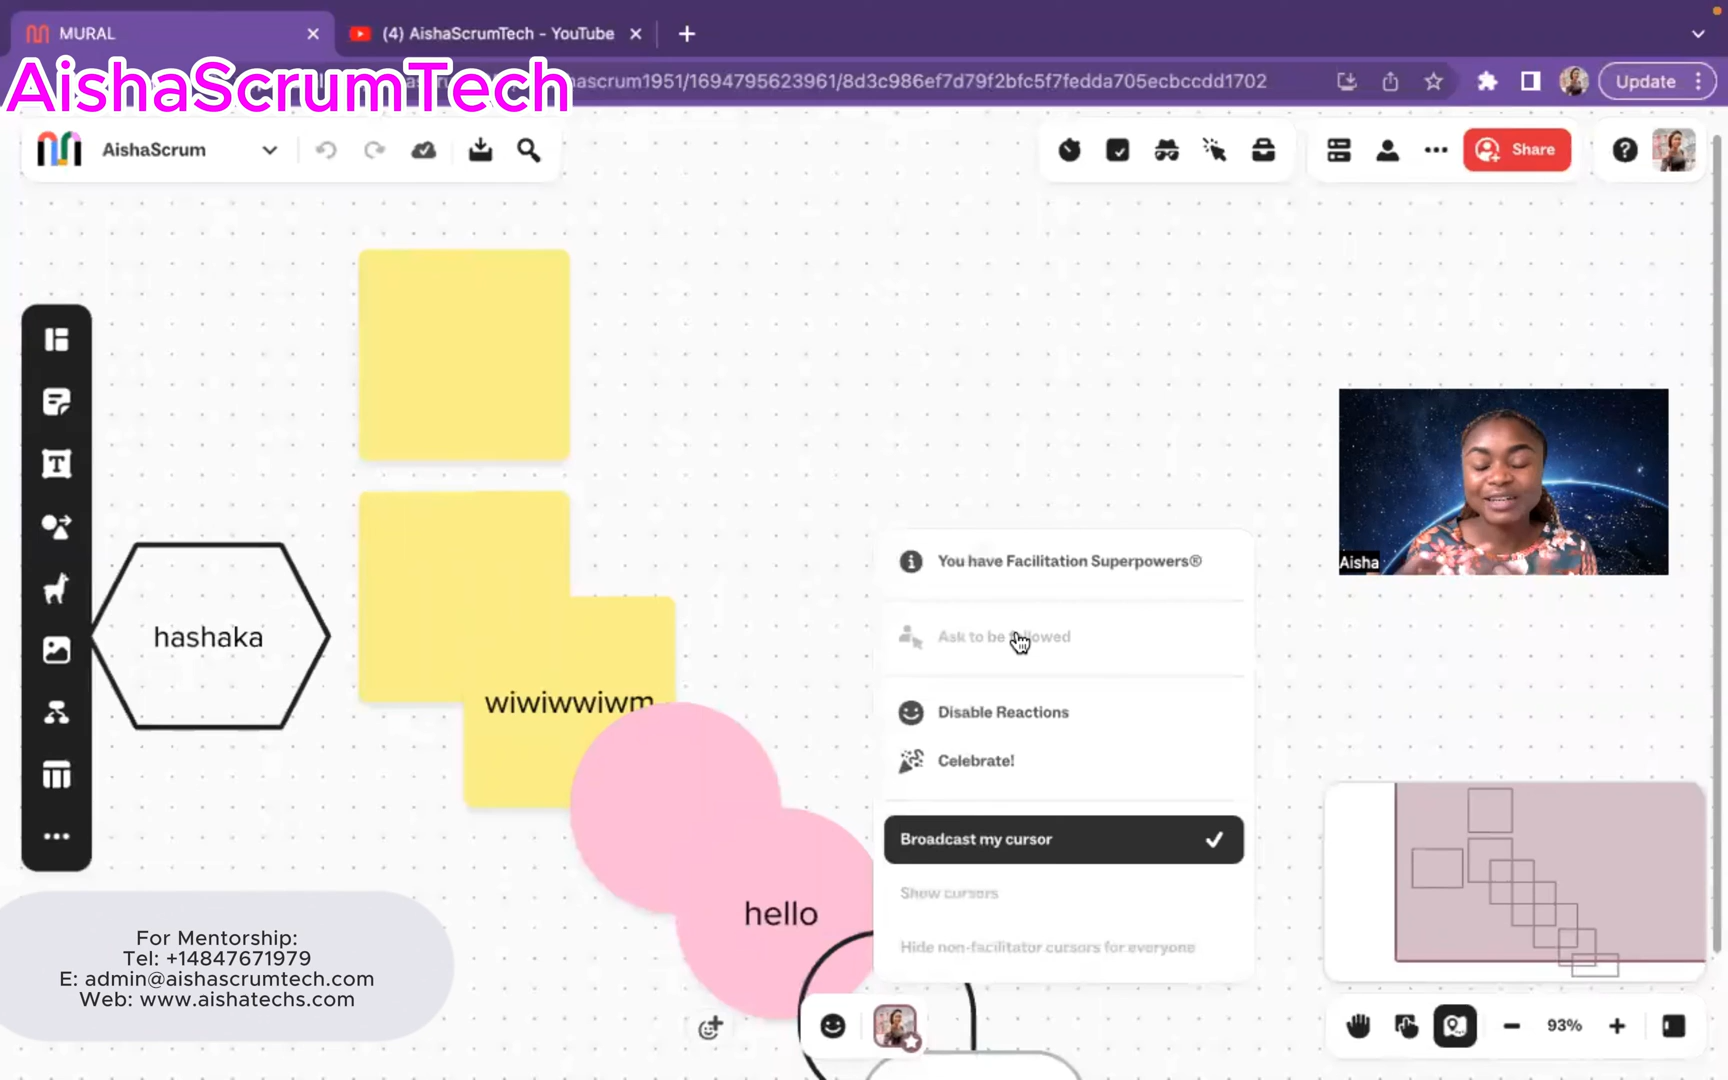 MURAL
(4) AishaScrumTech - YouTube
AishaScrumTech
ascrum1951/1694795623961/8d3c986ef7d79f2bfc5f7fedda705ecbccdd1702
Update
AishaScrum
Share
hashaka
wiwiwwiwm
hello
You have Facilitation Superpowers®
Ask to be followed
Disable Reactions
Celebrate!
Broadcast my cursor
Show cursors
Hide non-facilitator cursors for everyone
Aisha
For Mentorship:
Tel: +14847671979
E: admin@aishascrumtech.com
Web: www.aishatechs.com
93%